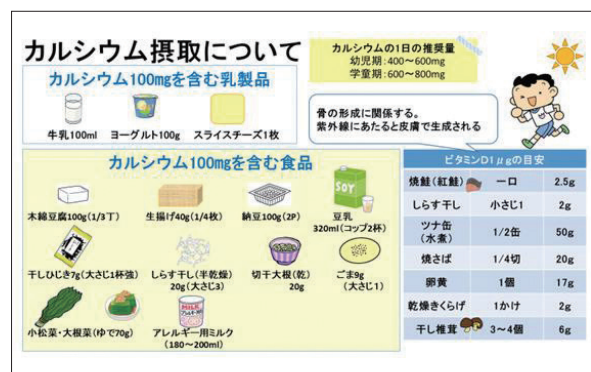 カルシウム摂取について
カルシウムの1日の推奨量
幼児期:400～600mg
学童期:600～800mg
カルシウム100mgを含む乳製品
牛乳100ml
ヨーグルト100g
スライスチーズ1枚
骨の形成に関係する。
紫外線にあたると皮膚で生成される
カルシウム100mgを含む食品
木綿豆腐100g(1/3丁)
生揚げ40g(1/4枚)
納豆100g(2P)
SOY
豆乳
320ml(コップ2杯)
干しひじき7g(大さじ1杯強)
しらす干し(半乾燥)
20g(大さじ3)
切干大根(乾)
20g
ごま9g
(大さじ1)
小松菜・大根菜(ゆで70g)
MILK
アレルギー用ミルク
(180～200ml)
ビタミンD1μgの目安
焼鮭(紅鮭) 一口 2.5g
しらす干し 小さじ1 2g
ツナ缶
(水煮) 1/2缶 50g
焼さば 1/4切 20g
卵黄 1個 17g
乾燥きくらげ 1かけ 2g
干し椎茸 3～4個 6g